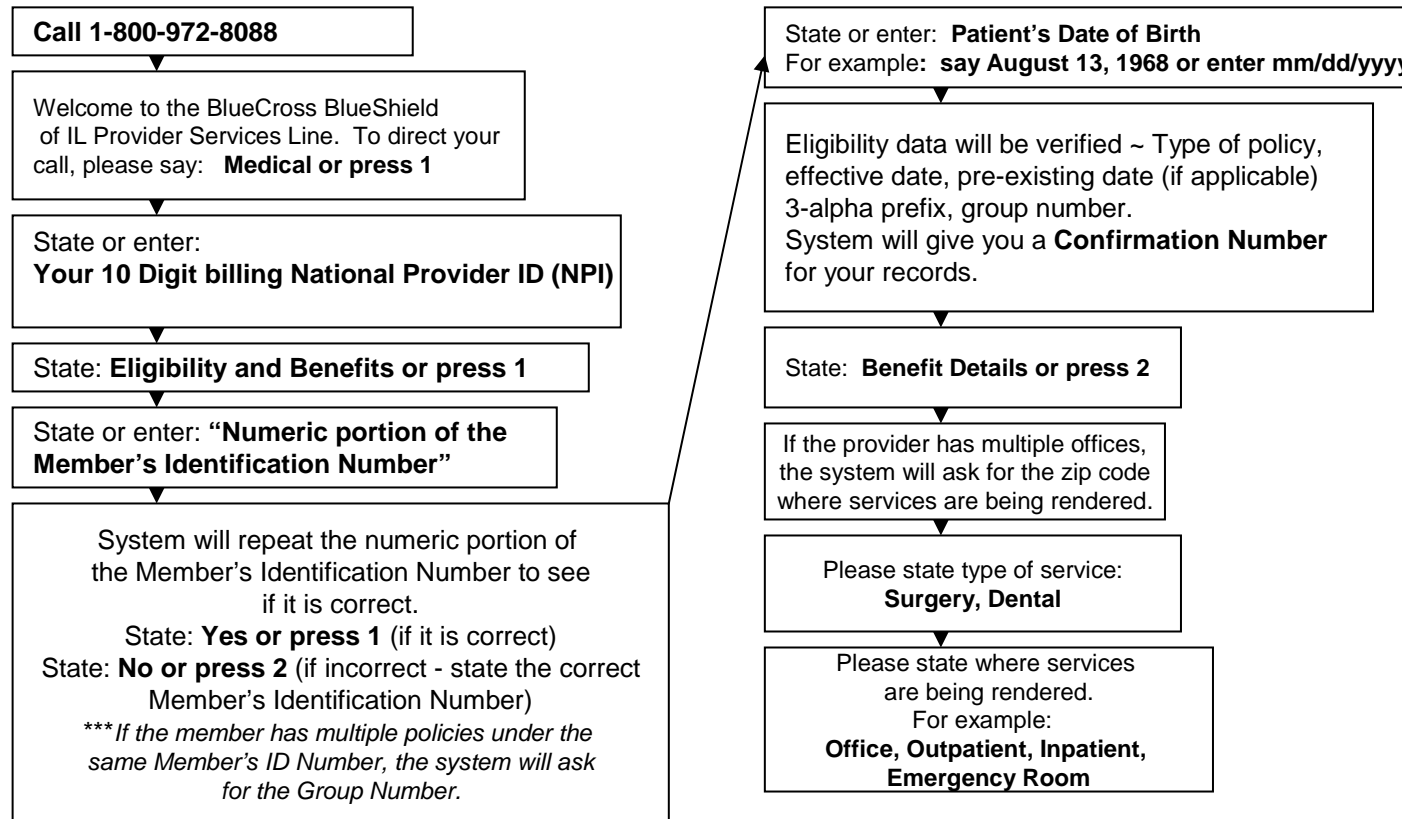 Call 1-800-972-8088
Welcome to the BlueCross BlueShield
of IL Provider Services Line. To direct your
call, please say: Medical or press 1
State or enter:
Your 10 Digit billing National Provider ID (NPI)
State: Eligibility and Benefits or press 1
State or enter: “Numeric portion of the
Member’s Identification Number”
System will repeat the numeric portion of
the Member’s Identification Number to see
if it is correct.
State: Yes or press 1 (if it is correct)
State: No or press 2 (if incorrect - state the correct
Member’s Identification Number)
***If the member has multiple policies under the
same Member’s ID Number, the system will ask
for the Group Number.
State or enter: Patient’s Date of Birth
For example: say August 13, 1968 or enter mm/dd/yyyy
Eligibility data will be verified ~ Type of policy,
effective date, pre-existing date (if applicable)
3-alpha prefix, group number.
System will give you a Confirmation Number
for your records.
State: Benefit Details or press 2
If the provider has multiple offices,
the system will ask for the zip code
where services are being rendered.
Please state type of service:
Surgery, Dental
Please state where services
are being rendered.
For example:
Office, Outpatient, Inpatient,
Emergency Room